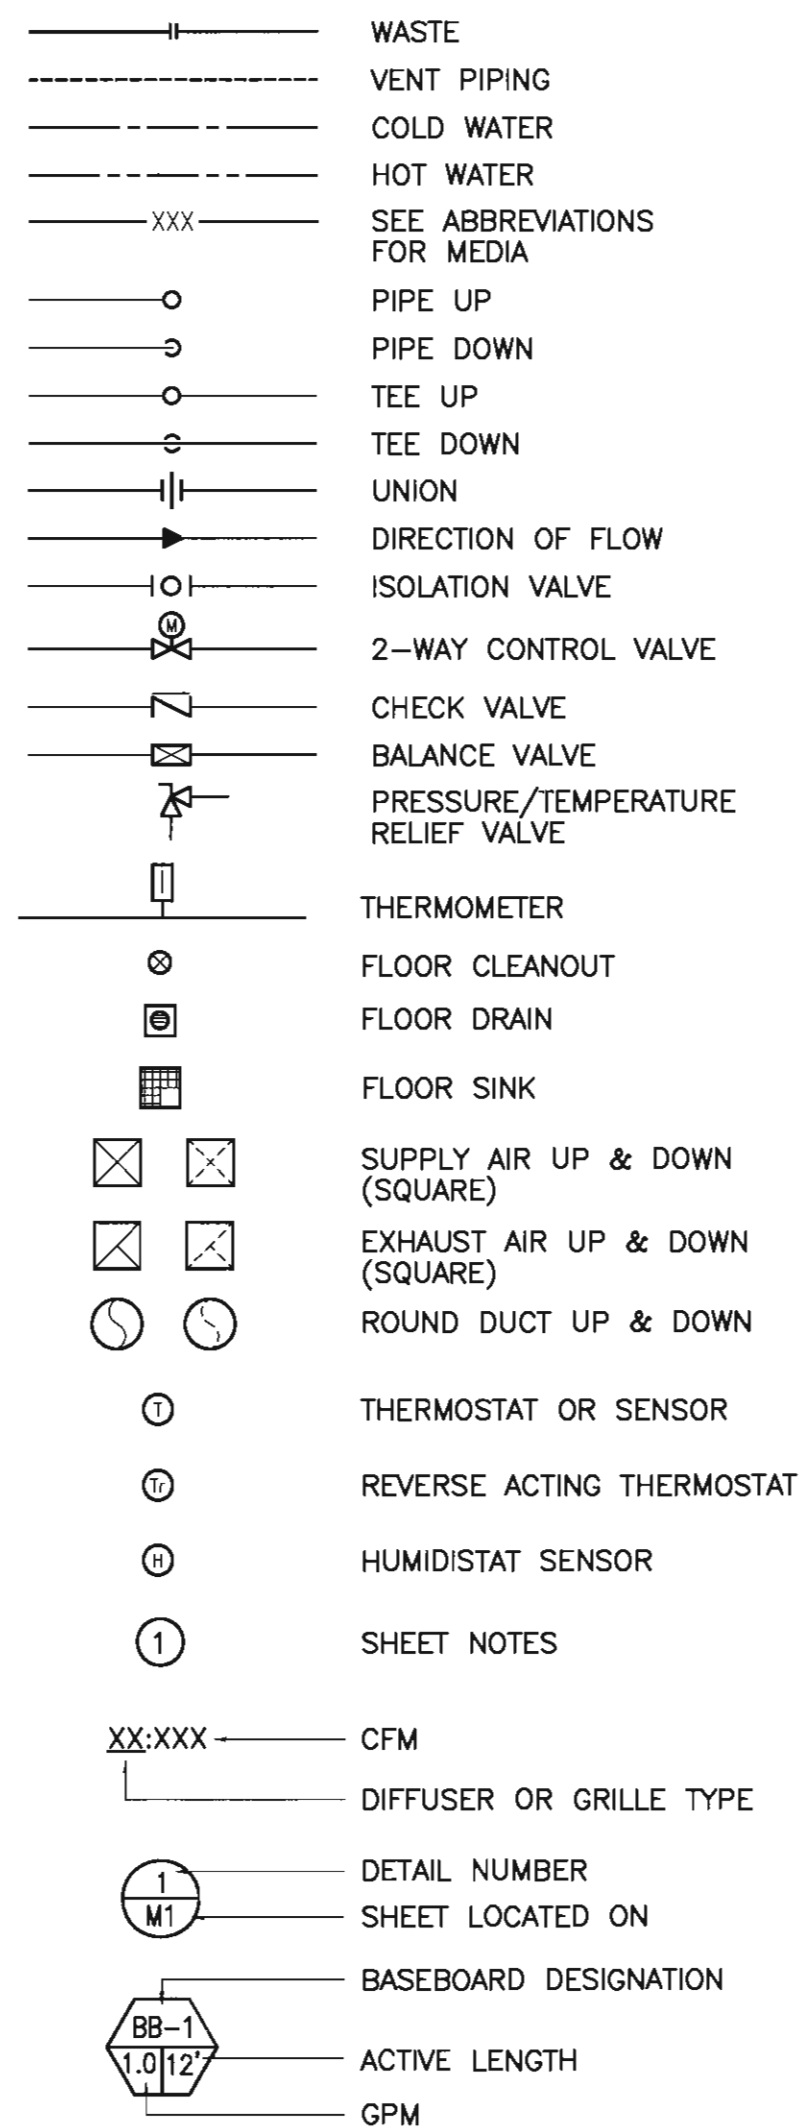 WASTE
VENT PIPING
COLD WATER
HOT WATER
XXX SEE ABBREVIATIONS
FOR MEDIA
PIPE UP
PIPE DOWN
TEE UP
TEE DOWN
UNION
DIRECTION OF FLOW
ISOLATION VALVE
M 2-WAY CONTROL VALVE
CHECK VALVE
BALANCE VALVE
PRESSURE/TEMPERATURE
RELIEF VALVE
THERMOMETER
FLOOR CLEANOUT
FLOOR DRAIN
FLOOR SINK
SUPPLY AIR UP & DOWN
(SQUARE)
EXHAUST AIR UP & DOWN
(SQUARE)
ROUND DUCT UP & DOWN
T THERMOSTAT OR SENSOR
Tr REVERSE ACTING THERMOSTAT
H HUMIDISTAT SENSOR
1 SHEET NOTES
XX:XXX CFM
DIFFUSER OR GRILLE TYPE
1 DETAIL NUMBER
M1 SHEET LOCATED ON
BASEBOARD DESIGNATION
BB-1
1.0 12' ACTIVE LENGTH
GPM